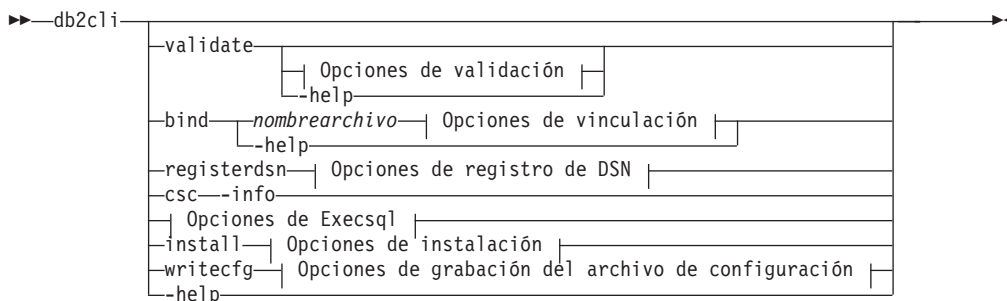 db2cli
validate
Opciones de validación
-help
bind nombrearchivo Opciones de vinculación
-help
registerdsn Opciones de registro de DSN
csc -info
Opciones de Execsql
install Opciones de instalación
writecfg Opciones de grabación del archivo de configuración
-help